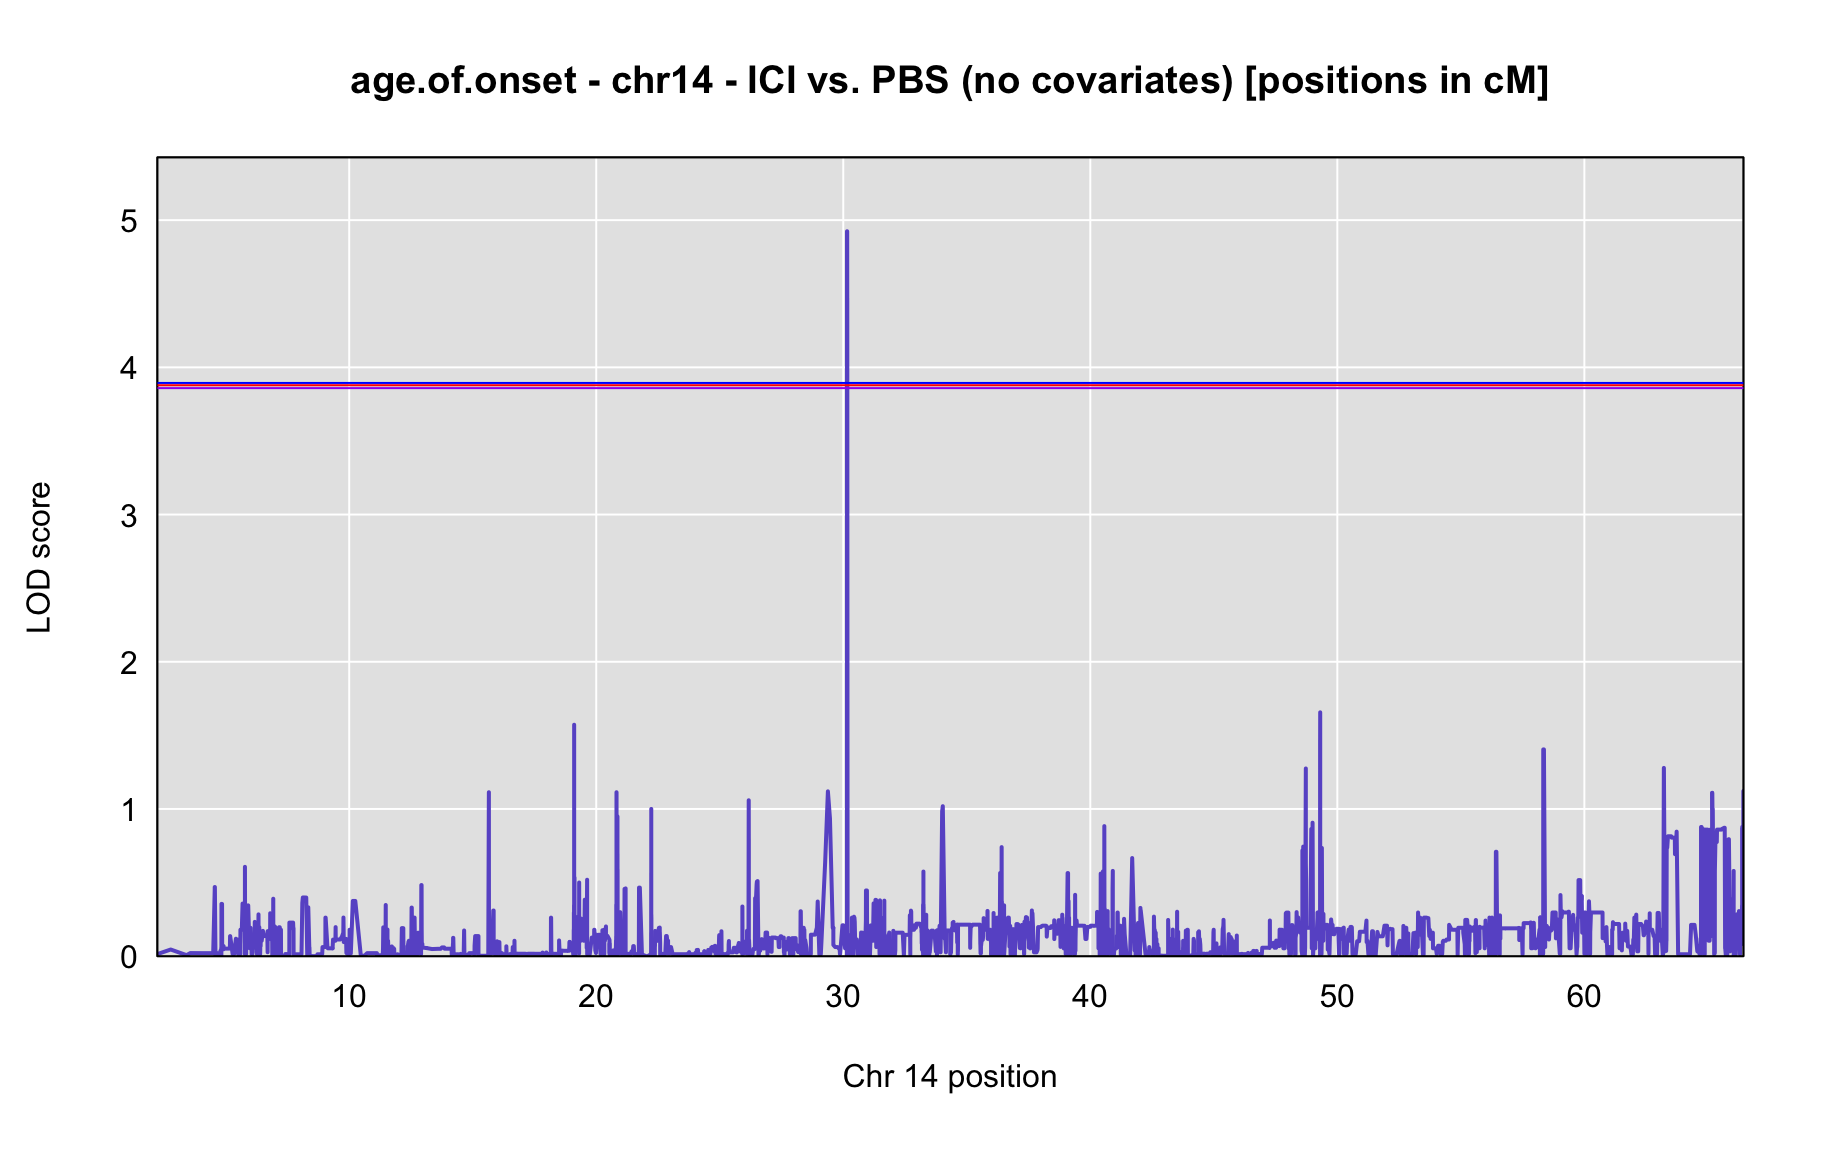 age.of.onset - chr14 - ICI vs. PBS (no covariates) [positions in cM]
5
4
3
2
1
0
LOD score
10 20 30 40 50 60
Chr 14 position